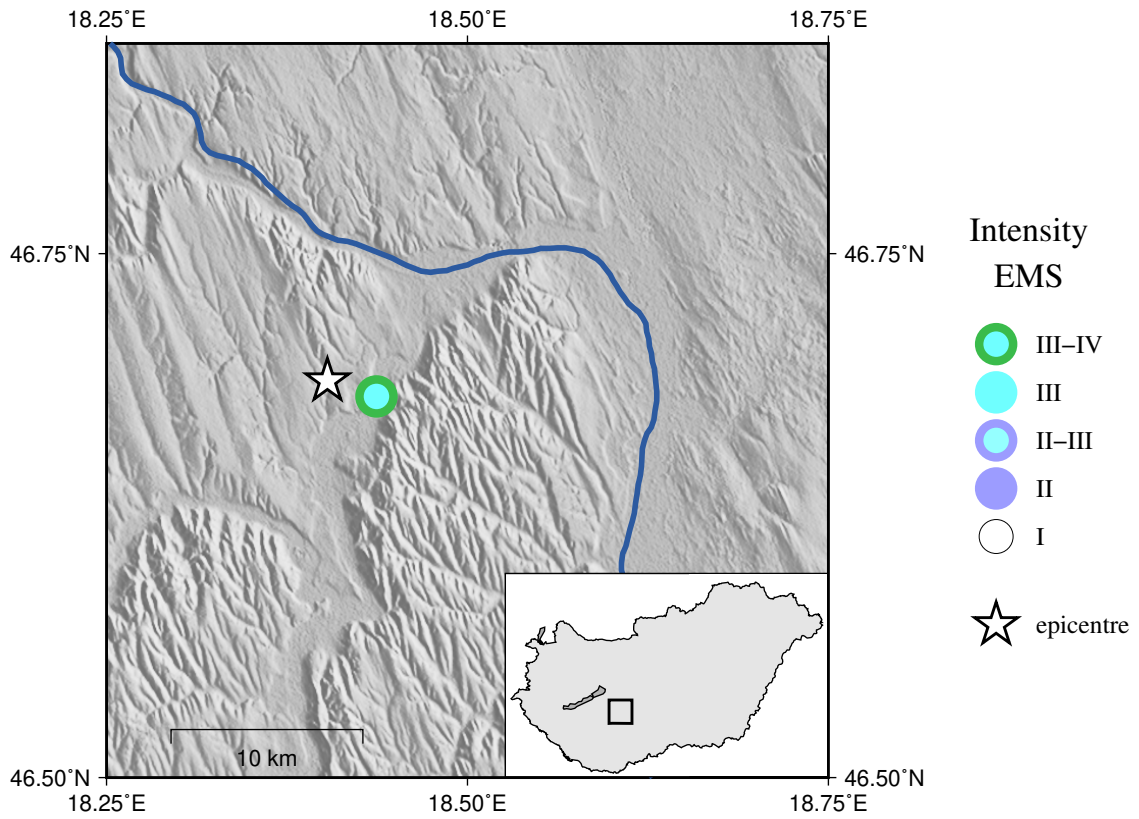 18.25˚E 18.50˚E 18.75˚E
46.75˚N 46.75˚N
Intensity
EMS
III–IV
III
II–III
II
I
epicentre
10 km
46.50˚N 46.50˚N
18.25˚E 18.50˚E 18.75˚E